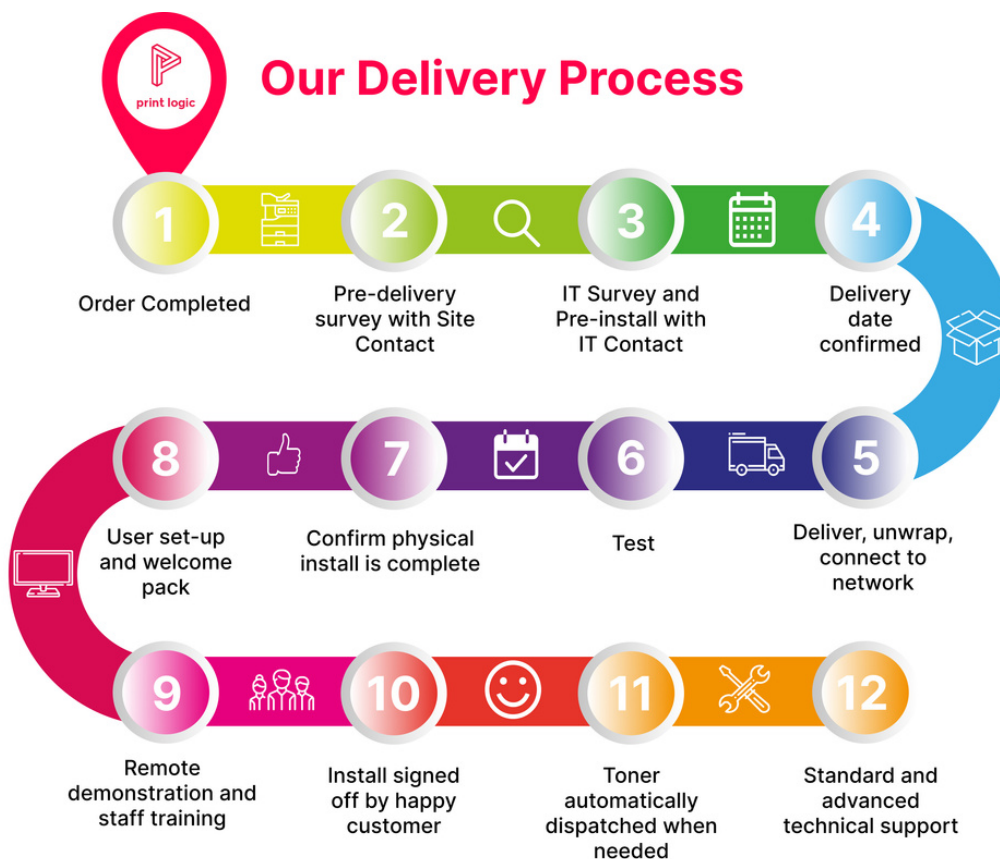 print logic
Our Delivery Process
1
Order Completed
2
Pre-delivery
survey with Site
Contact
3
IT Survey and
Pre-install with
IT Contact
4
Delivery
date
confirmed
5
Deliver, unwrap,
connect to
network
6
Test
7
Confirm physical
install is complete
8
User set-up
and welcome
pack
9
Remote
demonstration and
staff training
10
Install signed
off by happy
customer
11
Toner
automatically
dispatched when
needed
12
Standard and
advanced
technical support